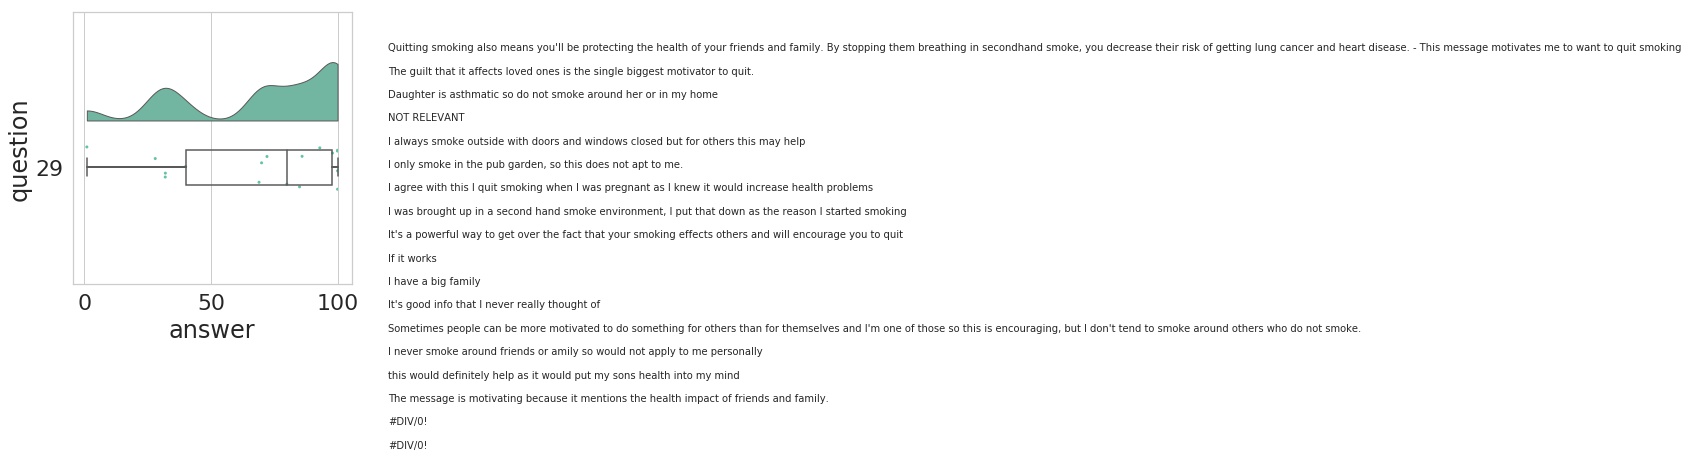 Quitting smoking also means you'll be protecting the health of your friends and family. By stopping them breathing in secondhand smoke, you decrease their risk of getting lung cancer and heart disease. - This message motivates me to want to quit smoking
The guilt that it affects loved ones is the single biggest motivator to quit.
Daughter is asthmatic so do not smoke around her or in my home
NOT RELEVANT
I always smoke outside with doors and windows closed but for others this may help
I only smoke in the pub garden, so this does not apt to me.
I agree with this I quit smoking when I was pregnant as I knew it would increase health problems
I was brought up in a second hand smoke environment, I put that down as the reason I started smoking
It's a powerful way to get over the fact that your smoking effects others and will encourage you to quit
If it works
I have a big family
It's good info that I never really thought of
Sometimes people can be more motivated to do something for others than for themselves and I'm one of those so this is encouraging, but I don't tend to smoke around others who do not smoke.
I never smoke around friends or amily so would not apply to me personally
this would definitely help as it would put my sons health into my mind
The message is motivating because it mentions the health impact of friends and family.
#DIV/0!
#DIV/0!
question
29
0 50 100
answer